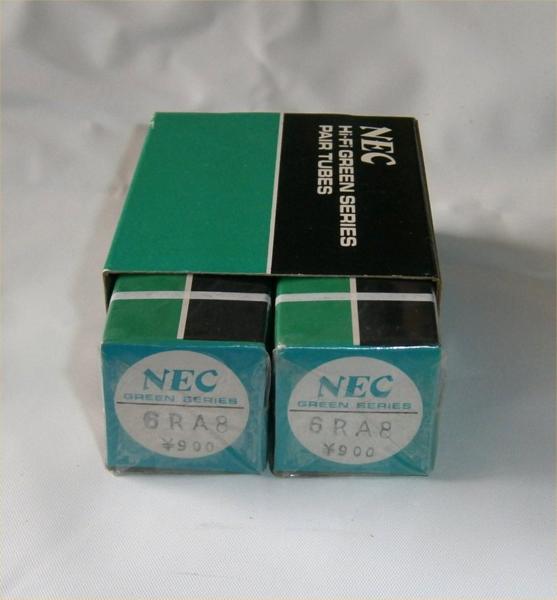 NEC
Hi-Fi GREEN SERIES
PAIR TUBES
NEC
GREEN SERIES
6RA8
¥900
NEC
GREEN SERIES
6RA8
¥900